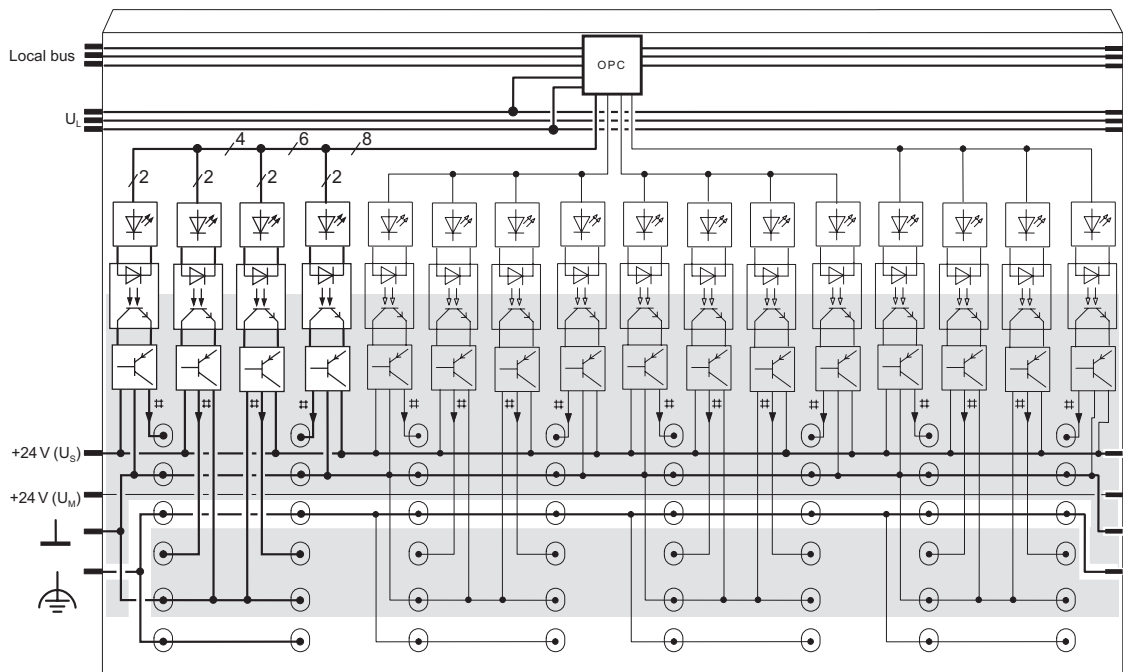 Local bus
OPC
U_L
4 6 8
2 2 2 2
# # # # # # # # # # # # # # # #
+24 V (U_S)
+24 V (U_M)